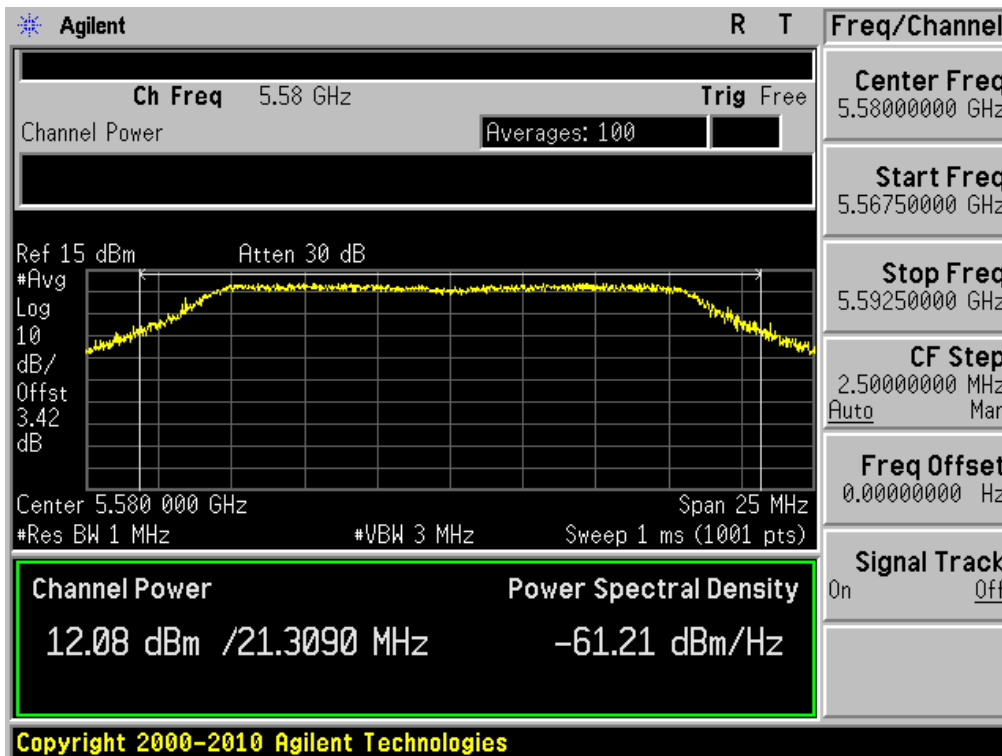 Agilent R T
Ch Freq 5.58 GHz Trig Free
Channel Power Averages: 100
Ref 15 dBm Atten 30 dB
#Avg
Log
10
dB/
Offst
3.42
dB
Center 5.580 000 GHz Span 25 MHz
#Res BW 1 MHz #VBW 3 MHz Sweep 1 ms (1001 pts)
Channel Power Power Spectral Density
12.08 dBm /21.3090 MHz -61.21 dBm/Hz
Copyright 2000-2010 Agilent Technologies
Freq/Channel
Center Freq
5.58000000 GHz
Start Freq
5.56750000 GHz
Stop Freq
5.59250000 GHz
CF Step
2.50000000 MHz
Auto Man
Freq Offset
0.00000000 Hz
Signal Track
On Off